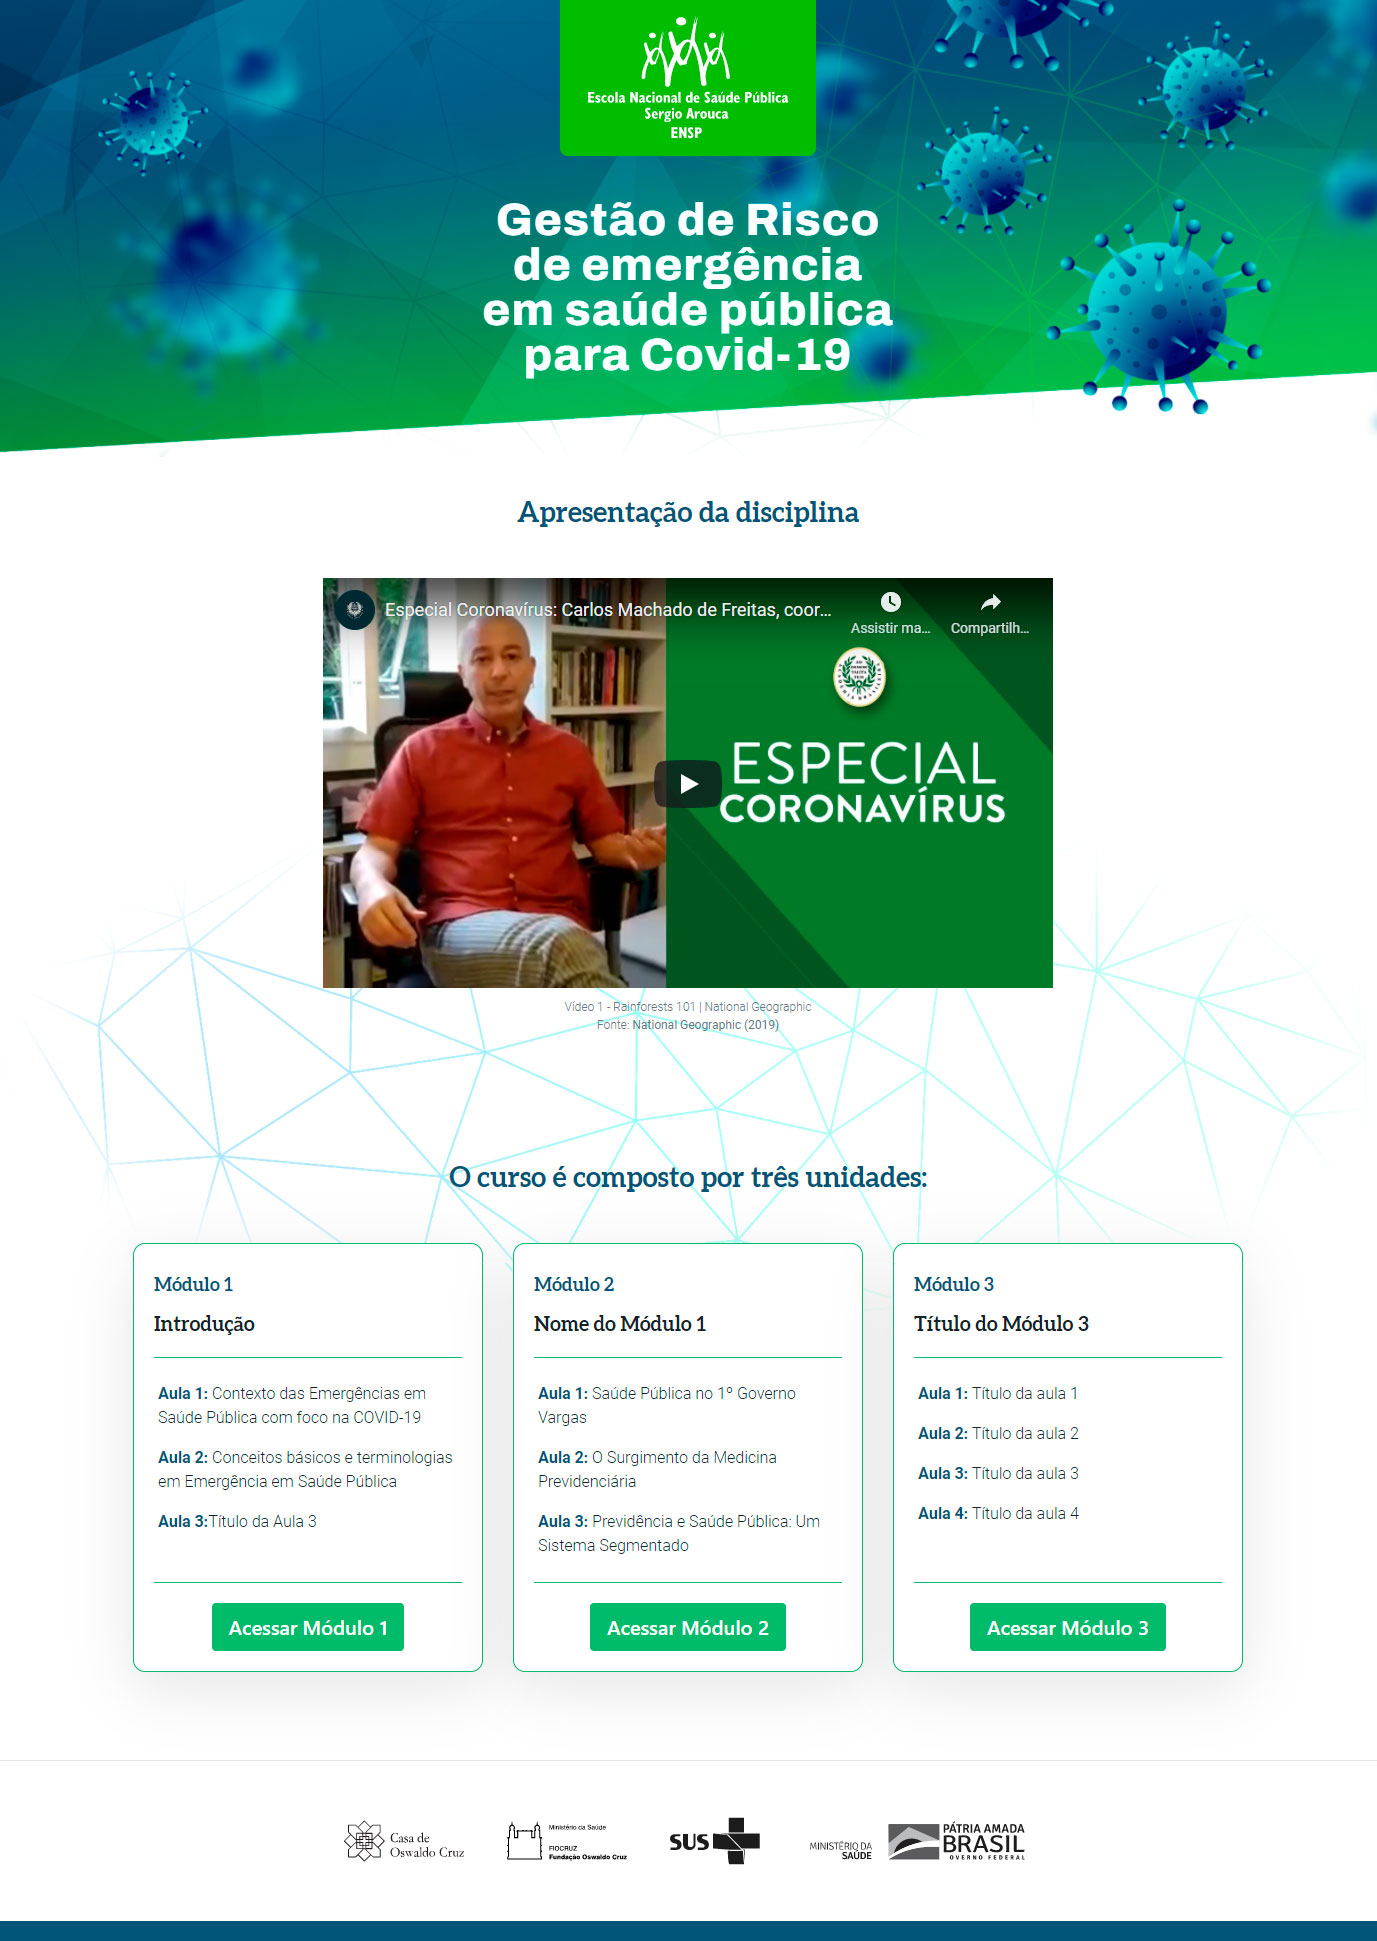 Escola Nacional de Saúde Pública
Sergio Arouca
ENSP
Gestão de Risco
de emergência
em saúde pública
para Covid-19
Apresentação da disciplina
Especial Coronavírus: Carlos Machado de Freitas, coor...
Assistir ma...
Compartilh...
ESPECIAL
CORONAVÍRUS
Vídeo 1 - Rainforests 101 | National Geographic
Fonte: National Geographic (2019)
O curso é composto por três unidades:
Módulo 1
Introdução
Aula 1: Contexto das Emergências em
Saúde Pública com foco na COVID-19
Aula 2: Conceitos básicos e terminologias
em Emergência em Saúde Pública
Aula 3:Título da Aula 3
Acessar Módulo 1
Módulo 2
Nome do Módulo 1
Aula 1: Saúde Pública no 1º Governo
Vargas
Aula 2: O Surgimento da Medicina
Previdenciária
Aula 3: Previdência e Saúde Pública: Um
Sistema Segmentado
Acessar Módulo 2
Módulo 3
Título do Módulo 3
Aula 1: Título da aula 1
Aula 2: Título da aula 2
Aula 3: Título da aula 3
Aula 4: Título da aula 4
Acessar Módulo 3
Casa de
Oswaldo Cruz
Ministério da Saúde
FIOCRUZ
Fundação Oswaldo Cruz
SUS
MINISTÉRIO DA
SAÚDE
PÁTRIA AMADA
BRASIL
OVERNO FEDERAL